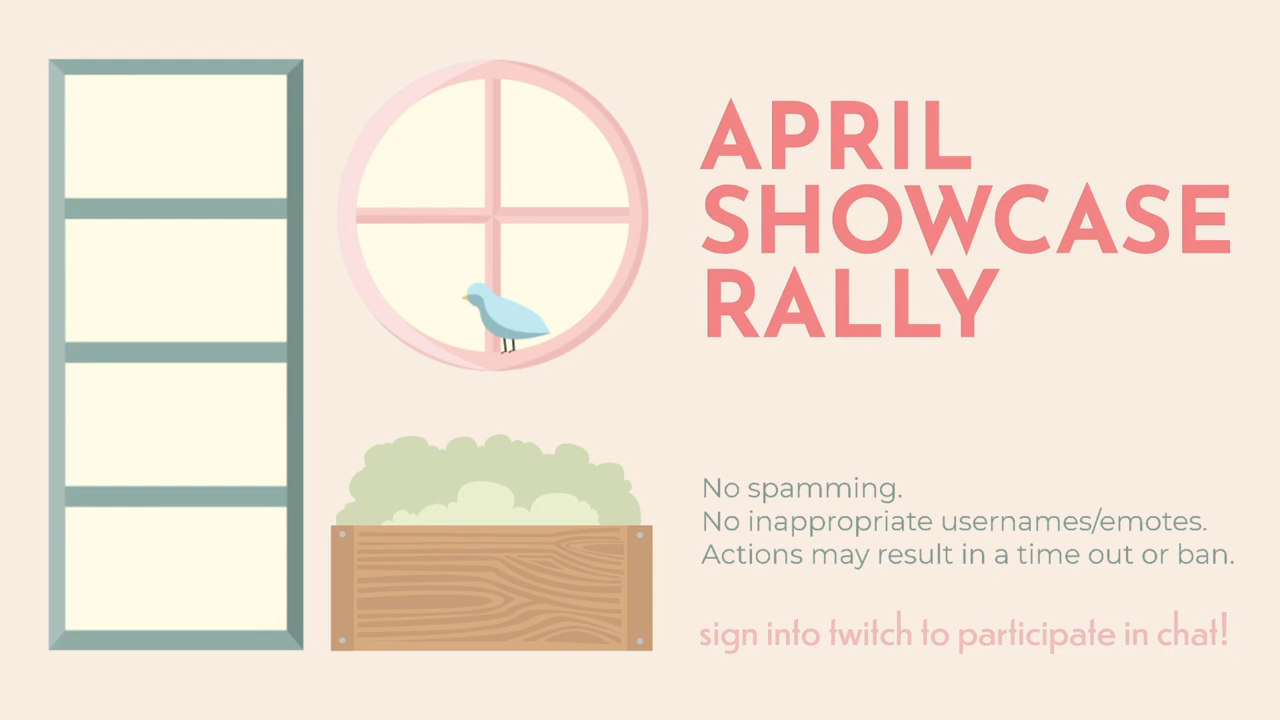 APRIL
SHOWCASE
RALLY
No spamming.
No inappropriate usernames/emotes.
Actions may result in a time out or ban.
sign into twitch to participate in chat!